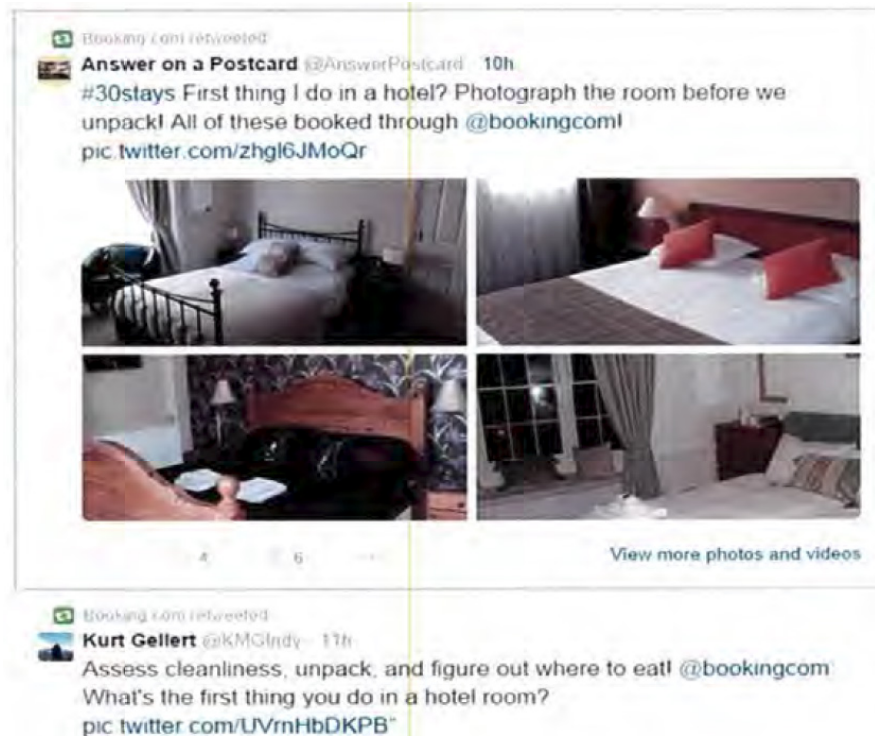 Booking.com retweeted
Answer on a Postcard @AnswerPostcard 10h
#30stays First thing I do in a hotel? Photograph the room before we
unpack! All of these booked through @bookingcom!
pic.twitter.com/zhgl6JMoQr
4 6
View more photos and videos
Booking.com retweeted
Kurt Gellert @KMGIndy · 11h
Assess cleanliness, unpack, and figure out where to eat! @bookingcom
What's the first thing you do in a hotel room?
pic.twitter.com/UVrnHbDKPB"